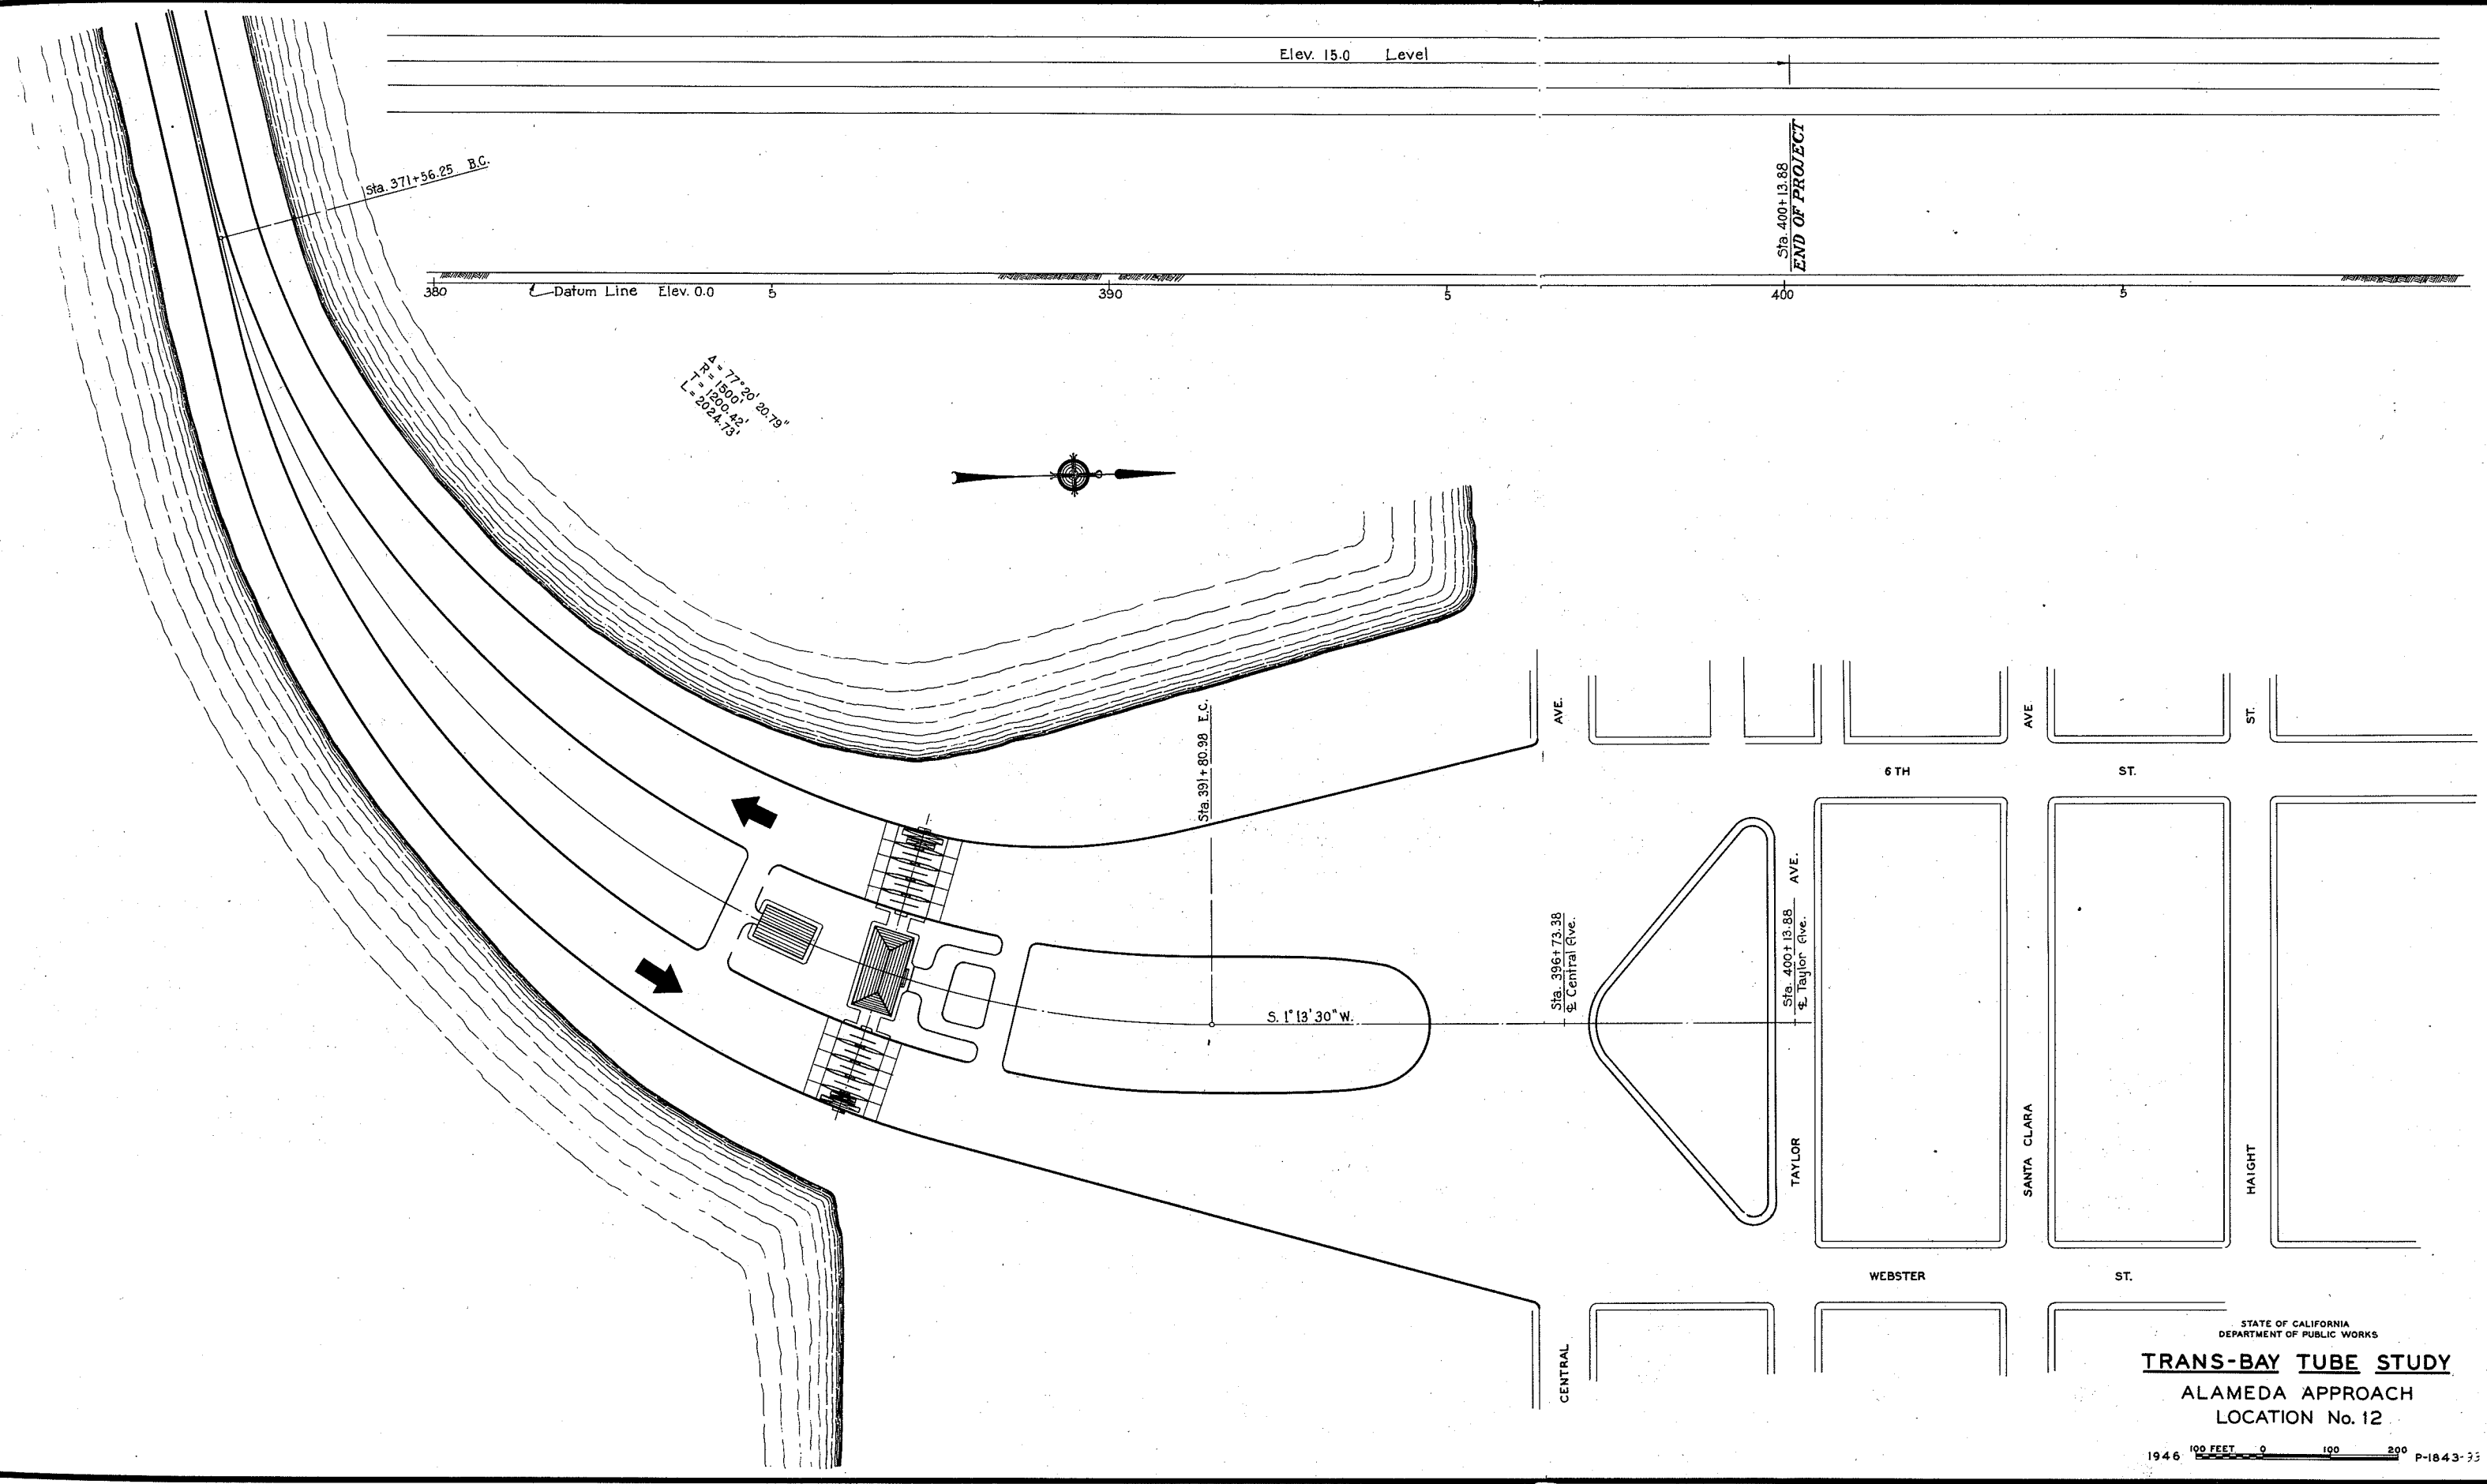 Elev. 15.0 Level
Sta. 371+56.25 B.C.
Sta. 400+13.88
END OF PROJECT
380
Datum Line Elev. 0.0
5
390
5
400
5
Δ = 77° 20' 20.79"
R = 1500'
T = 1200.42'
L = 2024.73'
Sta. 391+80.98 E.C.
AVE.
AVE
ST.
6TH ST.
S. 1° 13' 30" W.
Sta. 396+73.38
℄ Central Ave.
Sta. 400+13.88
℄ Taylor Ave.
AVE.
TAYLOR
SANTA CLARA
HAIGHT
WEBSTER ST.
CENTRAL
STATE OF CALIFORNIA
DEPARTMENT OF PUBLIC WORKS
TRANS-BAY TUBE STUDY
ALAMEDA APPROACH
LOCATION No. 12
1946 100 FEET 0 100 200 P-1843-